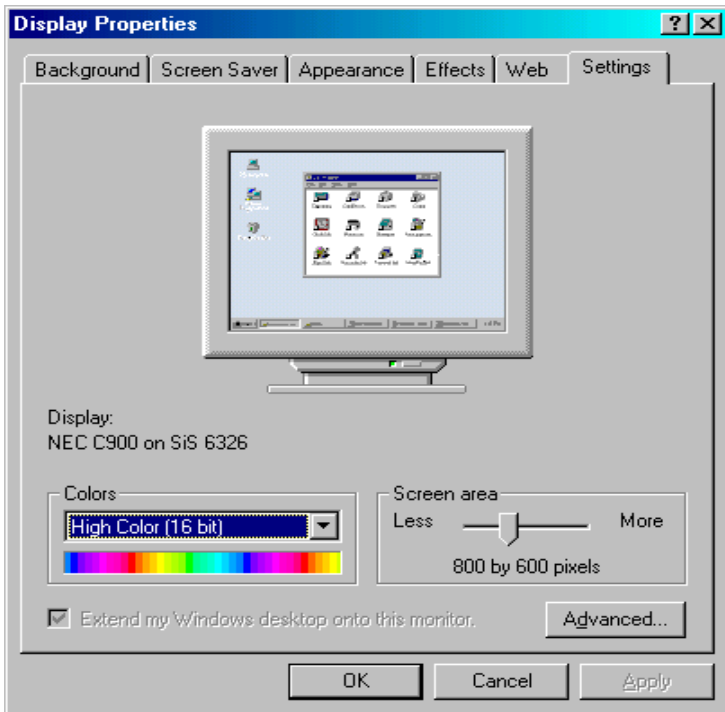 Display Properties
Background Screen Saver Appearance Effects Web Settings
Display:
NEC C900 on SiS 6326
Colors
High Color (16 bit)
Screen area
Less More
800 by 600 pixels
Extend my Windows desktop onto this monitor.
Advanced...
OK Cancel Apply